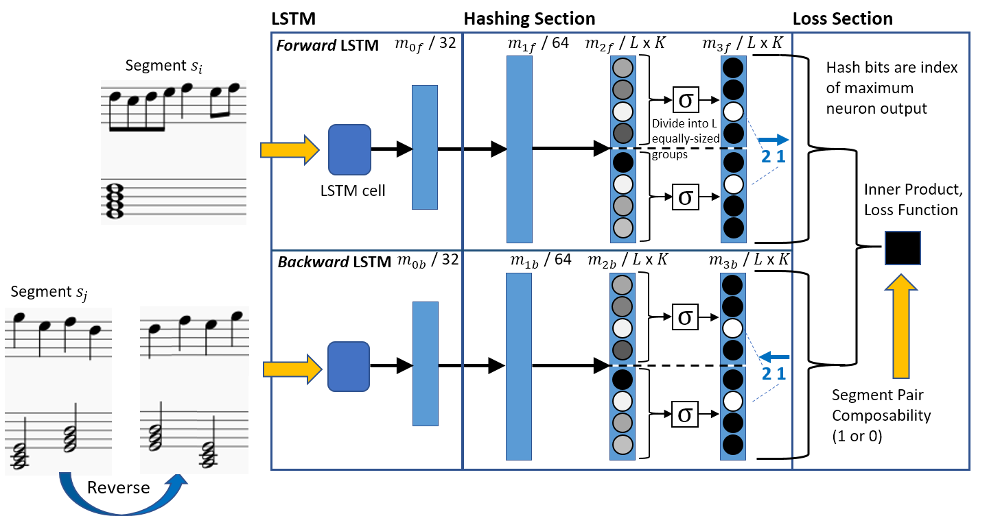 LSTM
Hashing Section
Loss Section
Forward LSTM
m0f / 32
m1f / 64
m2f / L x K
m3f / L x K
Segment si
Hash bits are index
of maximum
neuron output
σ
Divide into L
equally-sized
groups
2 1
LSTM cell
σ
Inner Product,
Loss Function
Backward LSTM
m0b / 32
m1b / 64
m2b / L x K
m3b / L x K
Segment sj
σ
2 1
σ
Segment Pair
Composability
(1 or 0)
Reverse